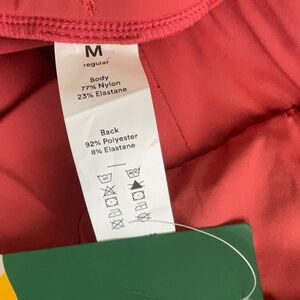 M
regular
Body
77% Nylon
23% Elastane
Back
92% Polyester
8% Elastane